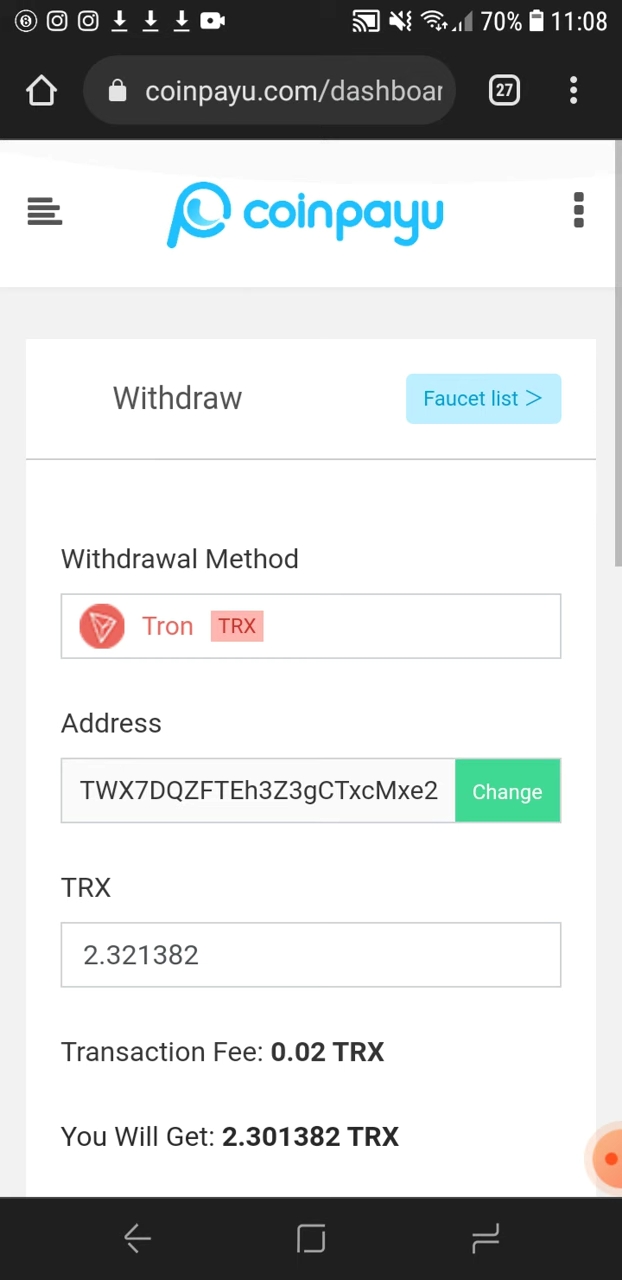 70% 11:08
coinpayu.com/dashboar
27
coinpayu
Withdraw
Faucet list >
Withdrawal Method
Tron TRX
Address
TWX7DQZFTEh3Z3gCTxcMxe2
Change
TRX
2.321382
Transaction Fee: 0.02 TRX
You Will Get: 2.301382 TRX